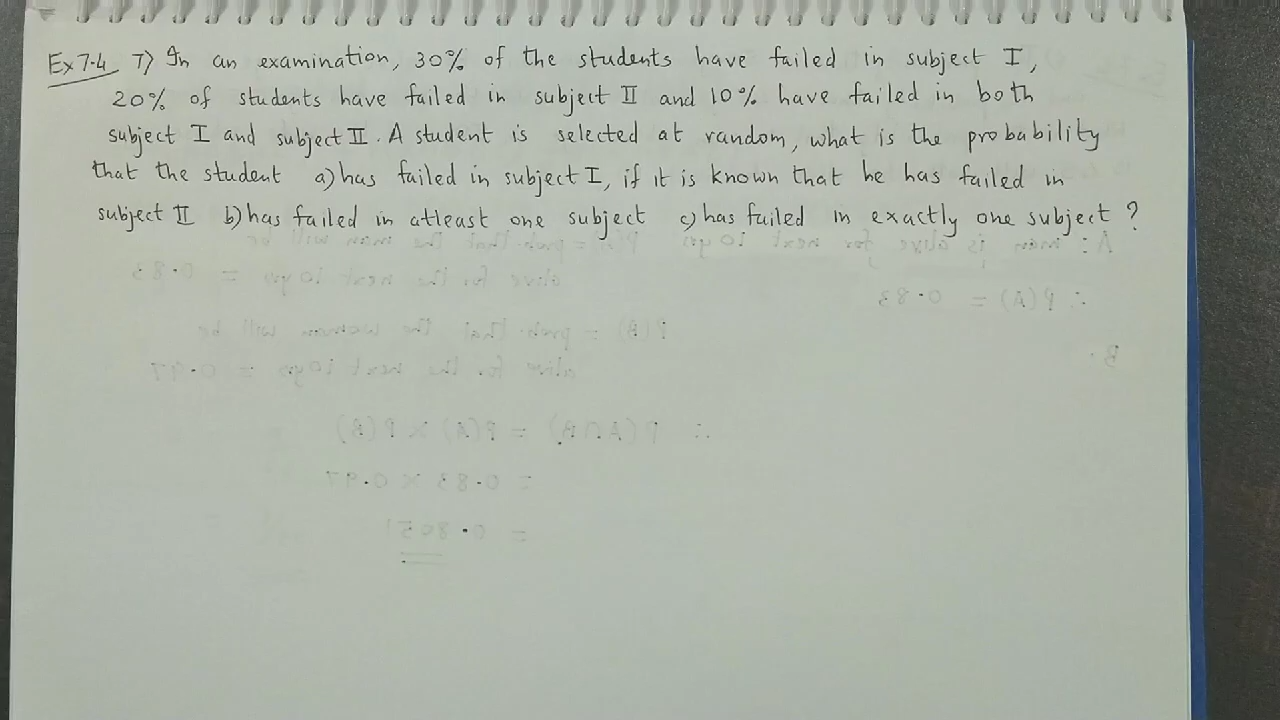 Ex 7.4 7) In an examination, 30% of the students have failed in subject I,
20% of students have failed in subject II and 10% have failed in both
subject I and subject II. A student is selected at random, what is the probability
that the student a) has failed in subject I, if it is known that he has failed in
subject II b) has failed in atleast one subject c) has failed in exactly one subject?